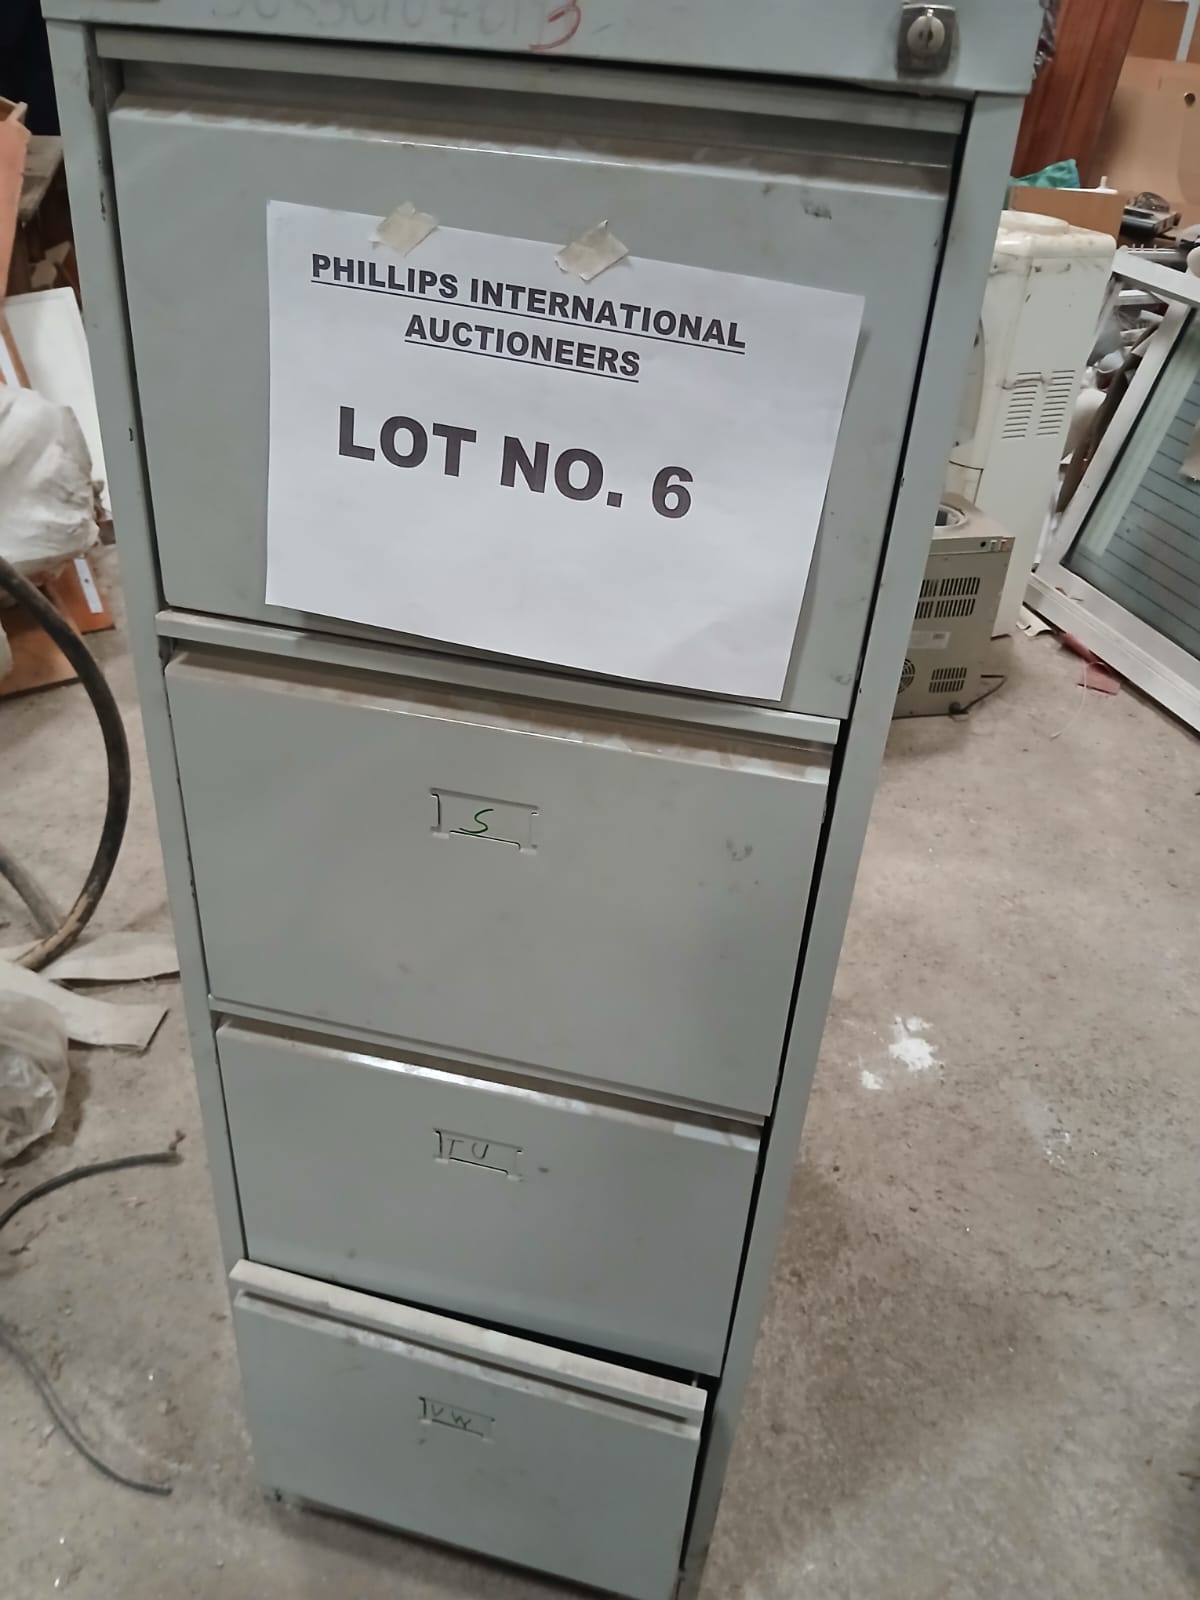 PHILLIPS INTERNATIONAL
AUCTIONEERS
LOT NO. 6
S
TU
VW